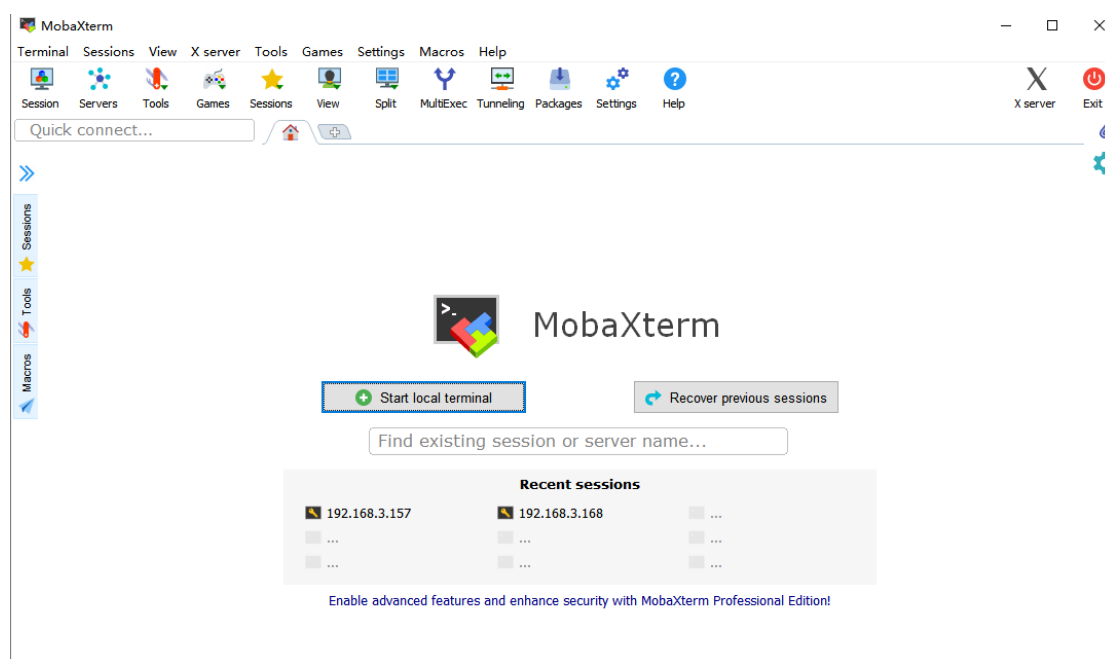 MobaXterm
Terminal Sessions View X server Tools Games Settings Macros Help
Session Servers Tools Games Sessions View Split MultiExec Tunneling Packages Settings Help X server Exit
Quick connect...
Sessions
Tools
Macros
>_
MobaXterm
Start local terminal Recover previous sessions
Find existing session or server name...
Recent sessions
192.168.3.157 192.168.3.168 ...
... ... ...
... ... ...
Enable advanced features and enhance security with MobaXterm Professional Edition!